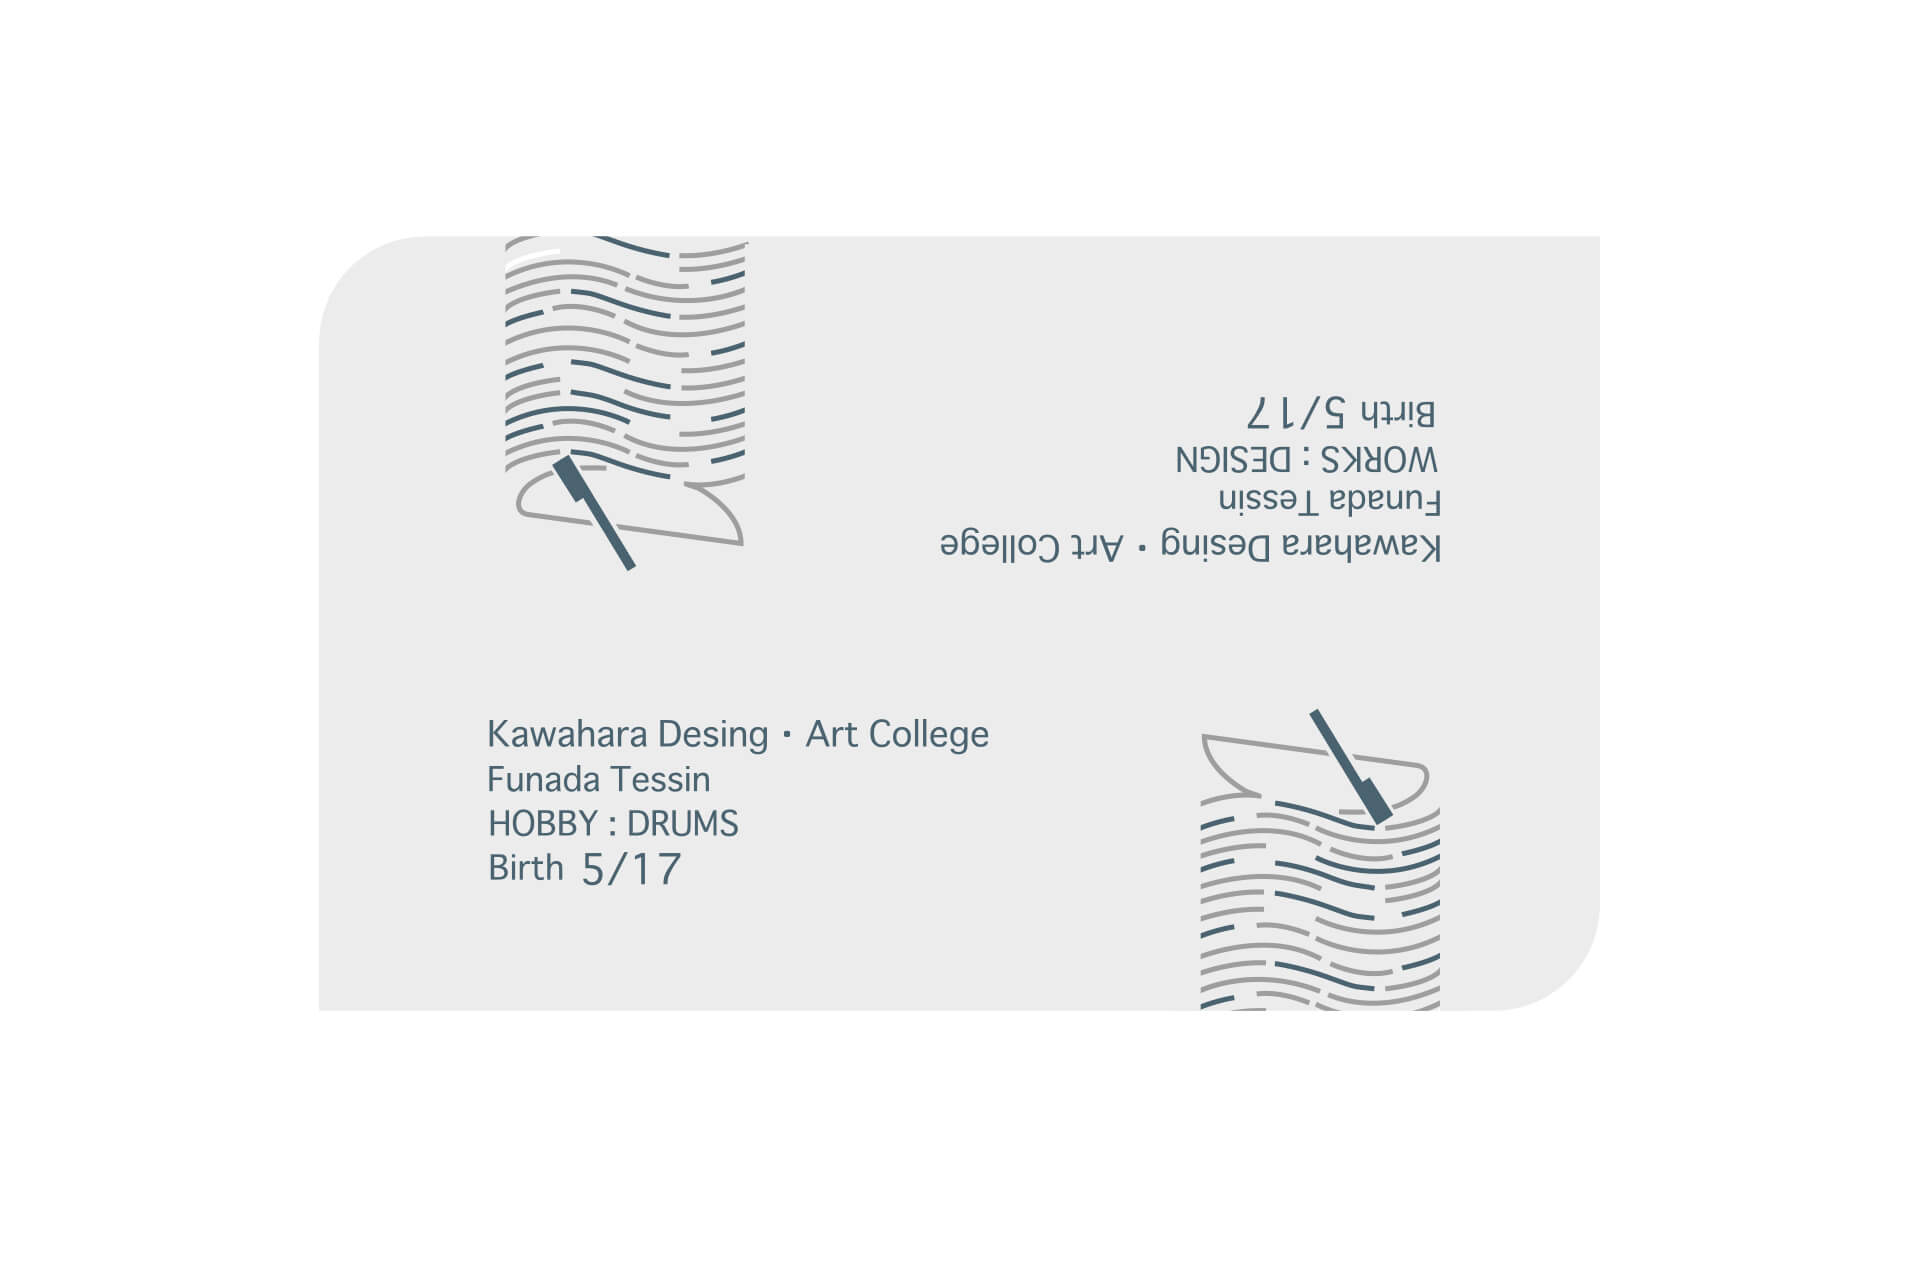 Kawahara Desing・Art College
Funada Tessin
WORKS : DESIGN
Birth 5/17
Kawahara Desing・Art College
Funada Tessin
HOBBY : DRUMS
Birth 5/17